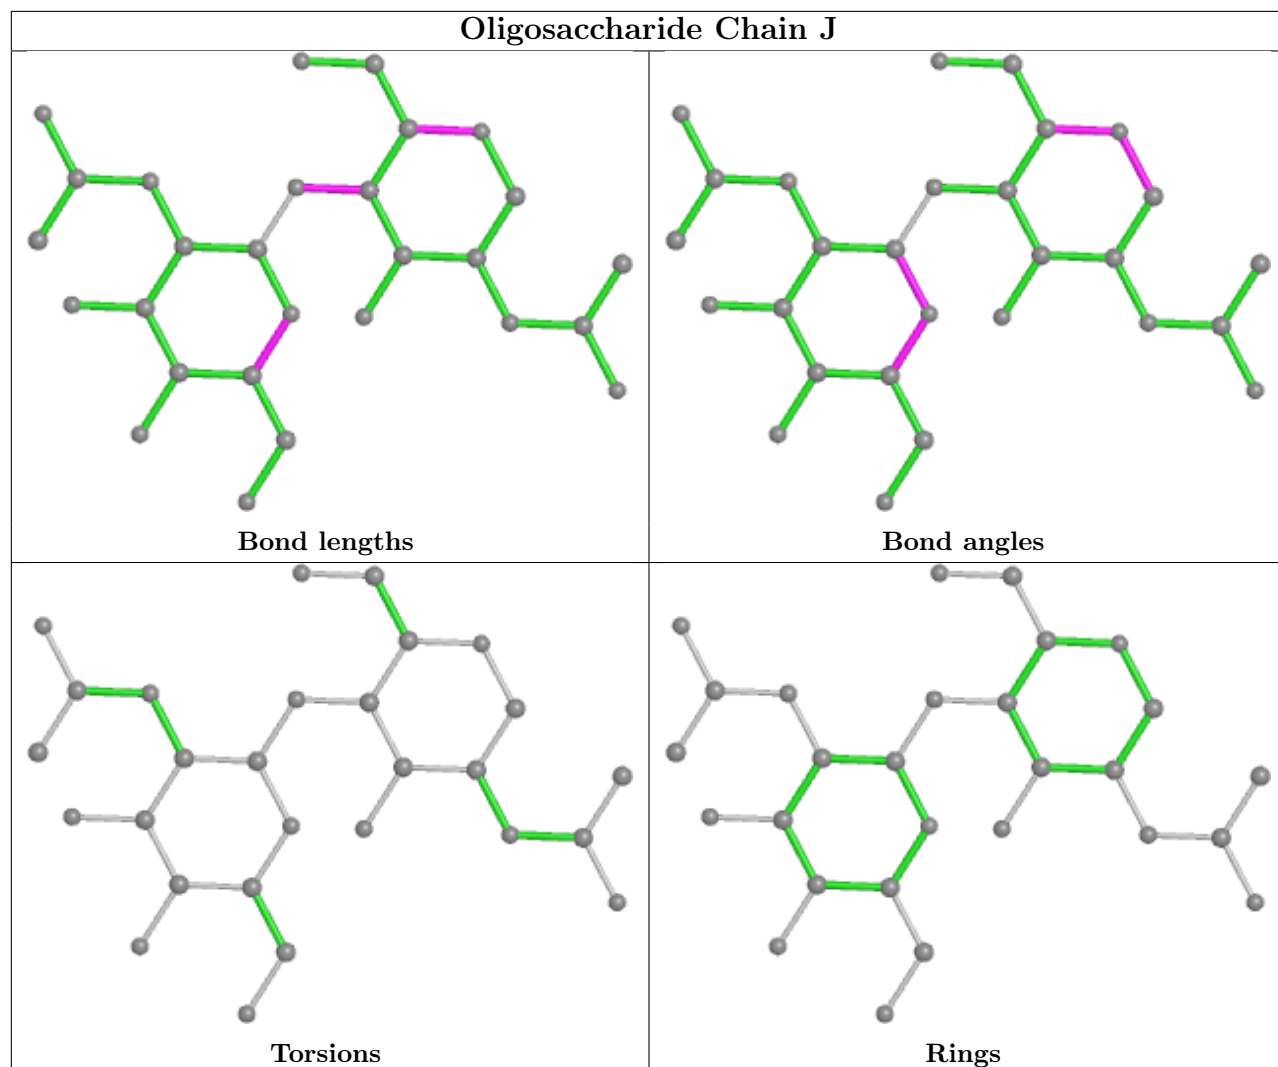 Oligosaccharide Chain J
Bond lengths
Bond angles
Torsions
Rings